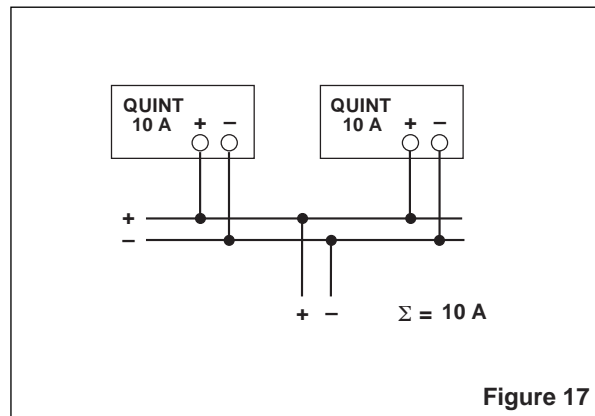 QUINT
10 A + −
QUINT
10 A + −
+
−
+ − Σ = 10 A
Figure 17